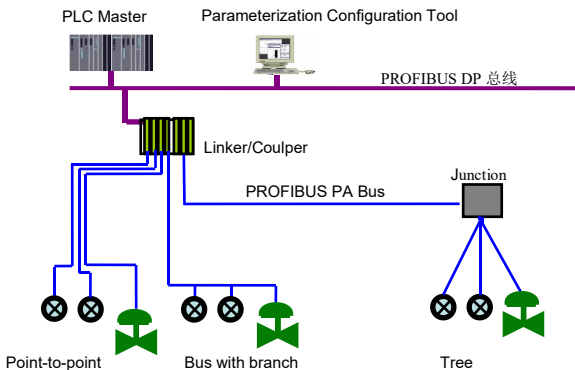 PLC Master
Parameterization Configuration Tool
PROFIBUS DP 总线
Linker/Coulper
Junction
PROFIBUS PA Bus
Point-to-point
Bus with branch
Tree